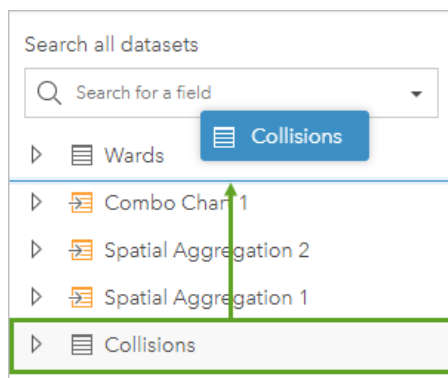 Search all datasets
Search for a field
Collisions
Wards
Combo Chart 1
Spatial Aggregation 2
Spatial Aggregation 1
Collisions